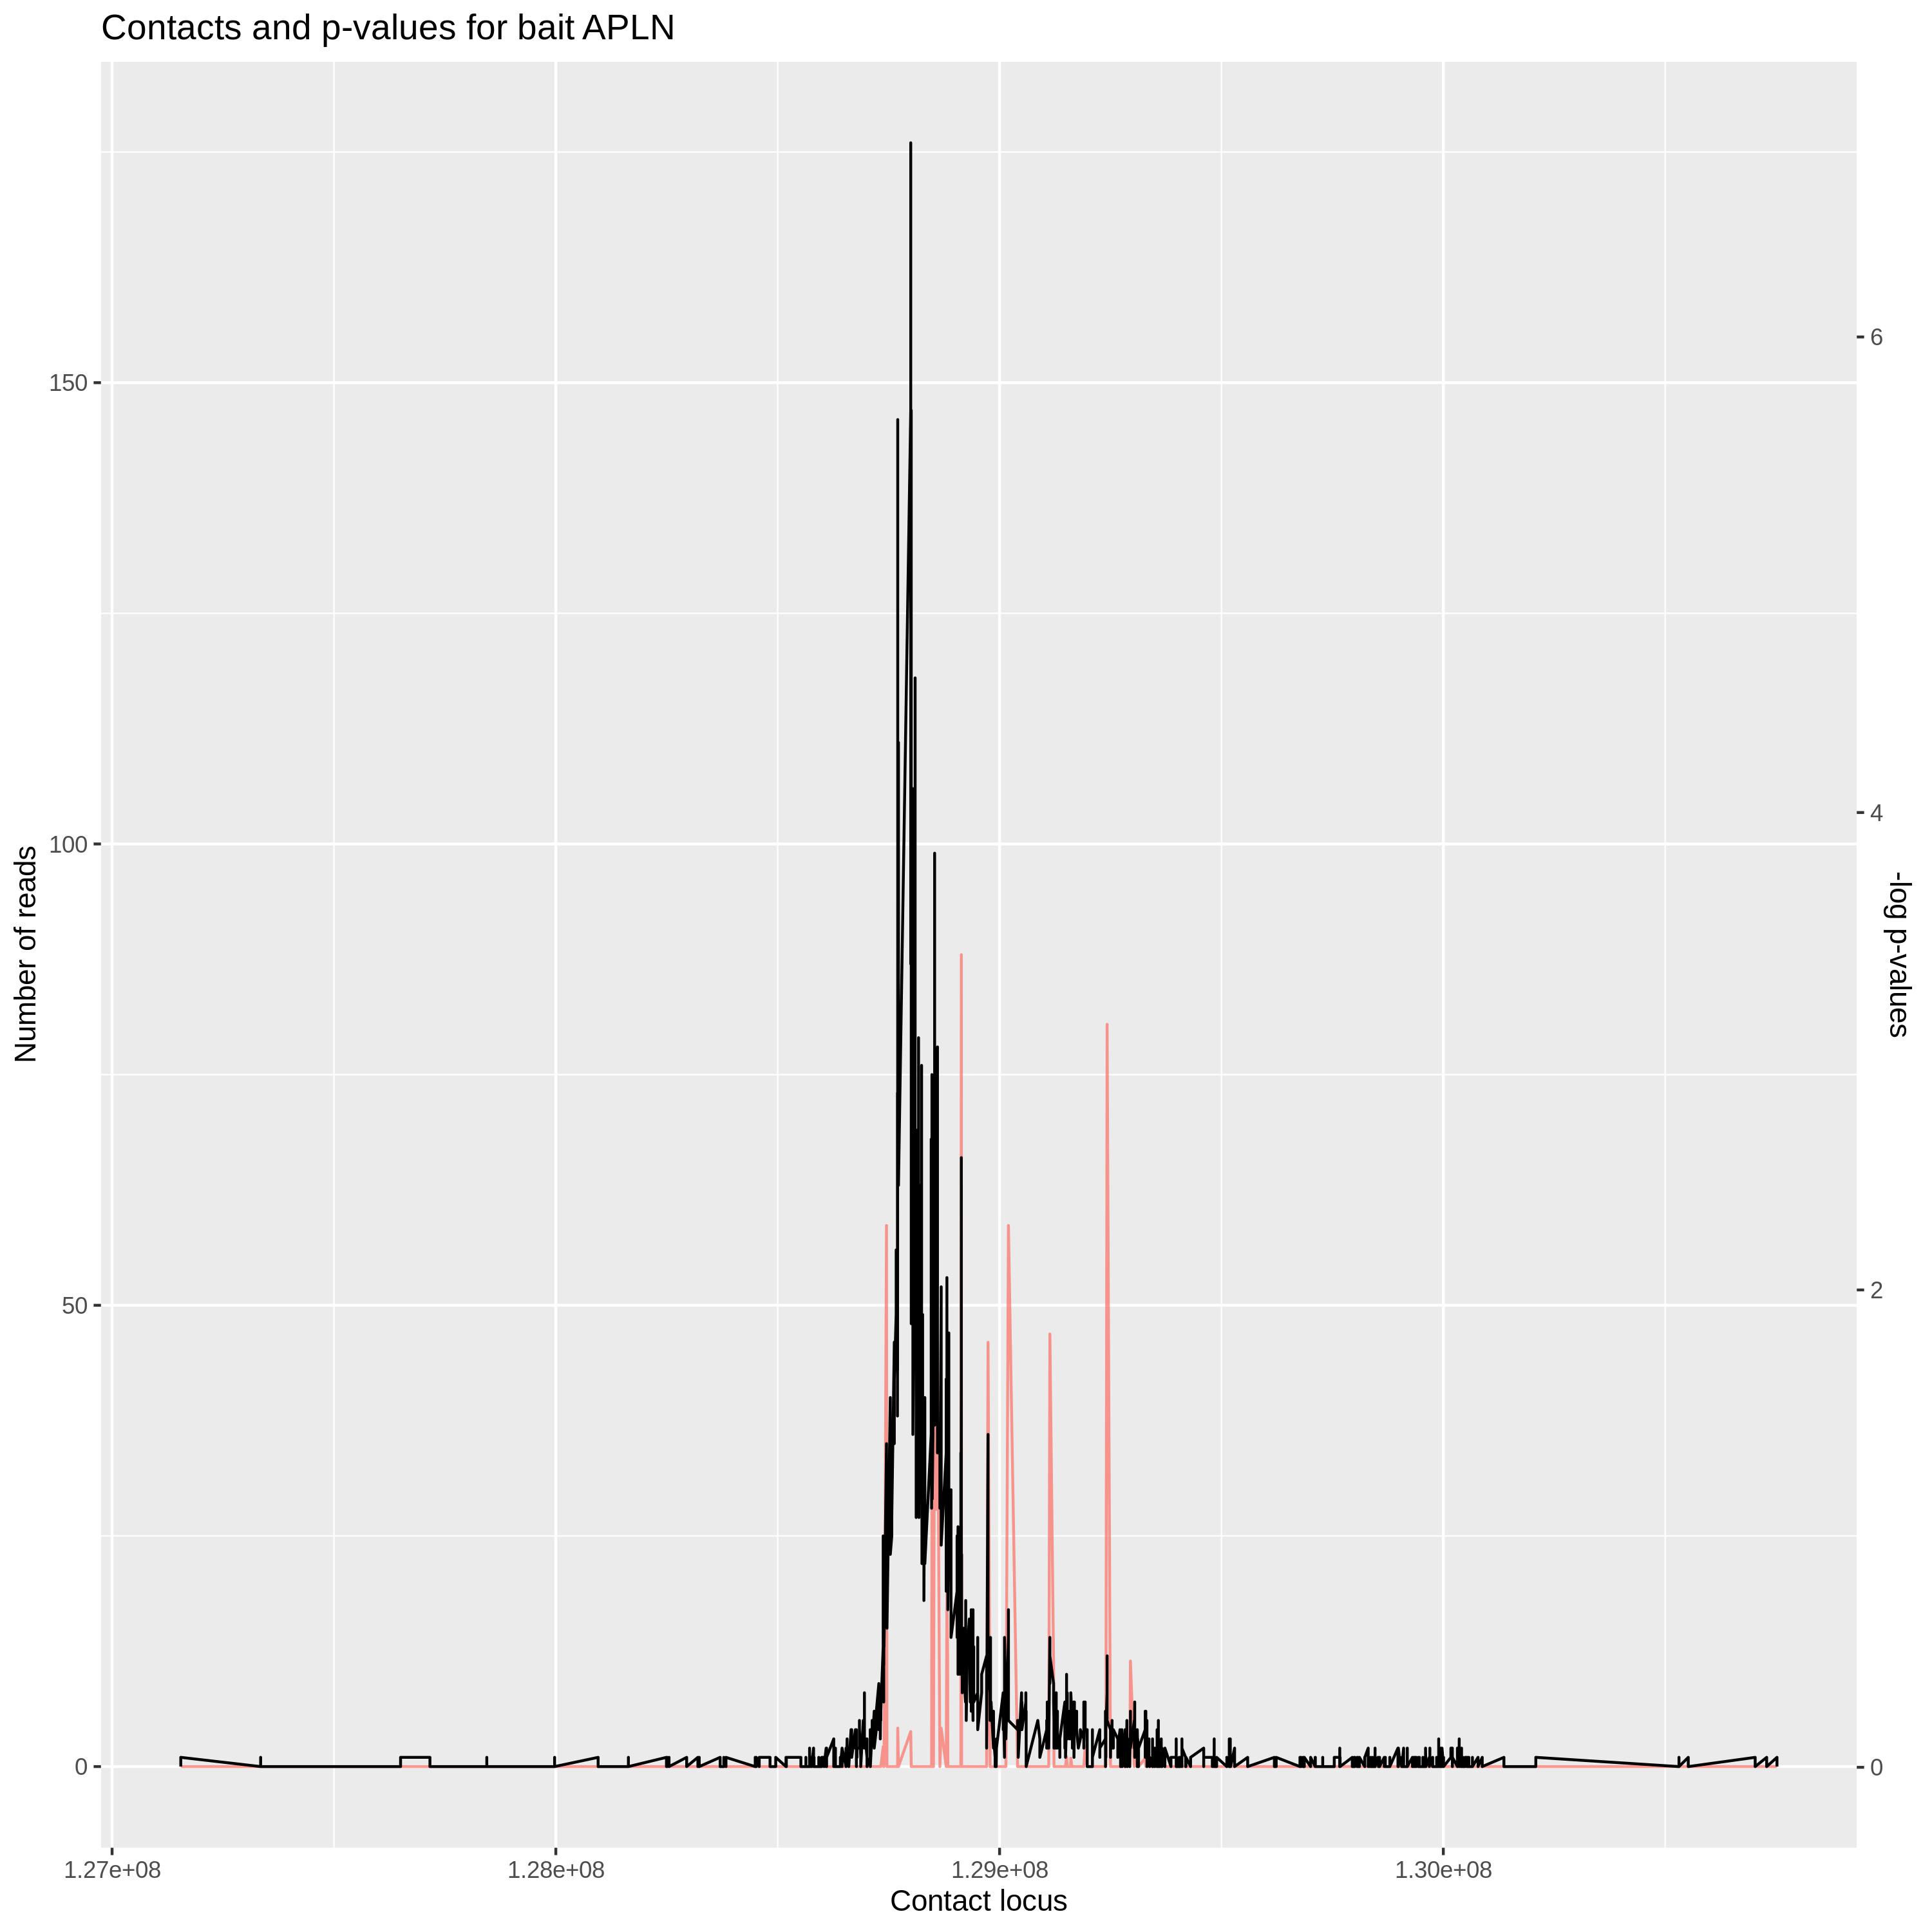 Contacts and p-values for bait APLN
150
100
50
0
6
4
2
0
Number of reads
-log p-values
1.27e+08
1.28e+08
1.29e+08
1.30e+08
Contact locus